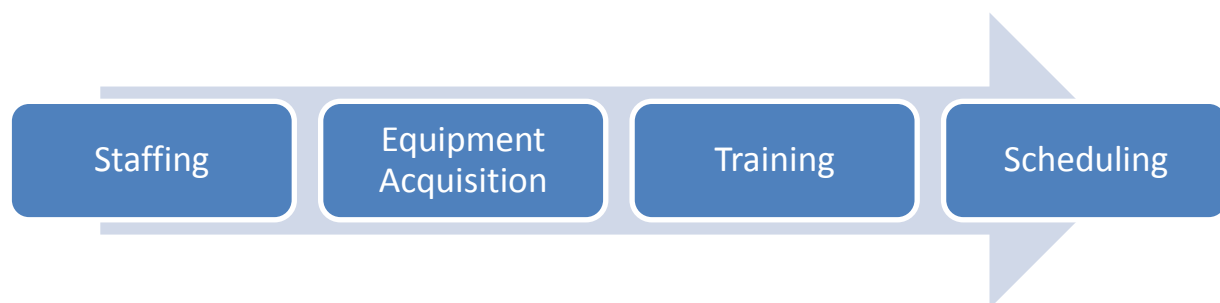 Staffing
Equipment
Acquisition
Training
Scheduling